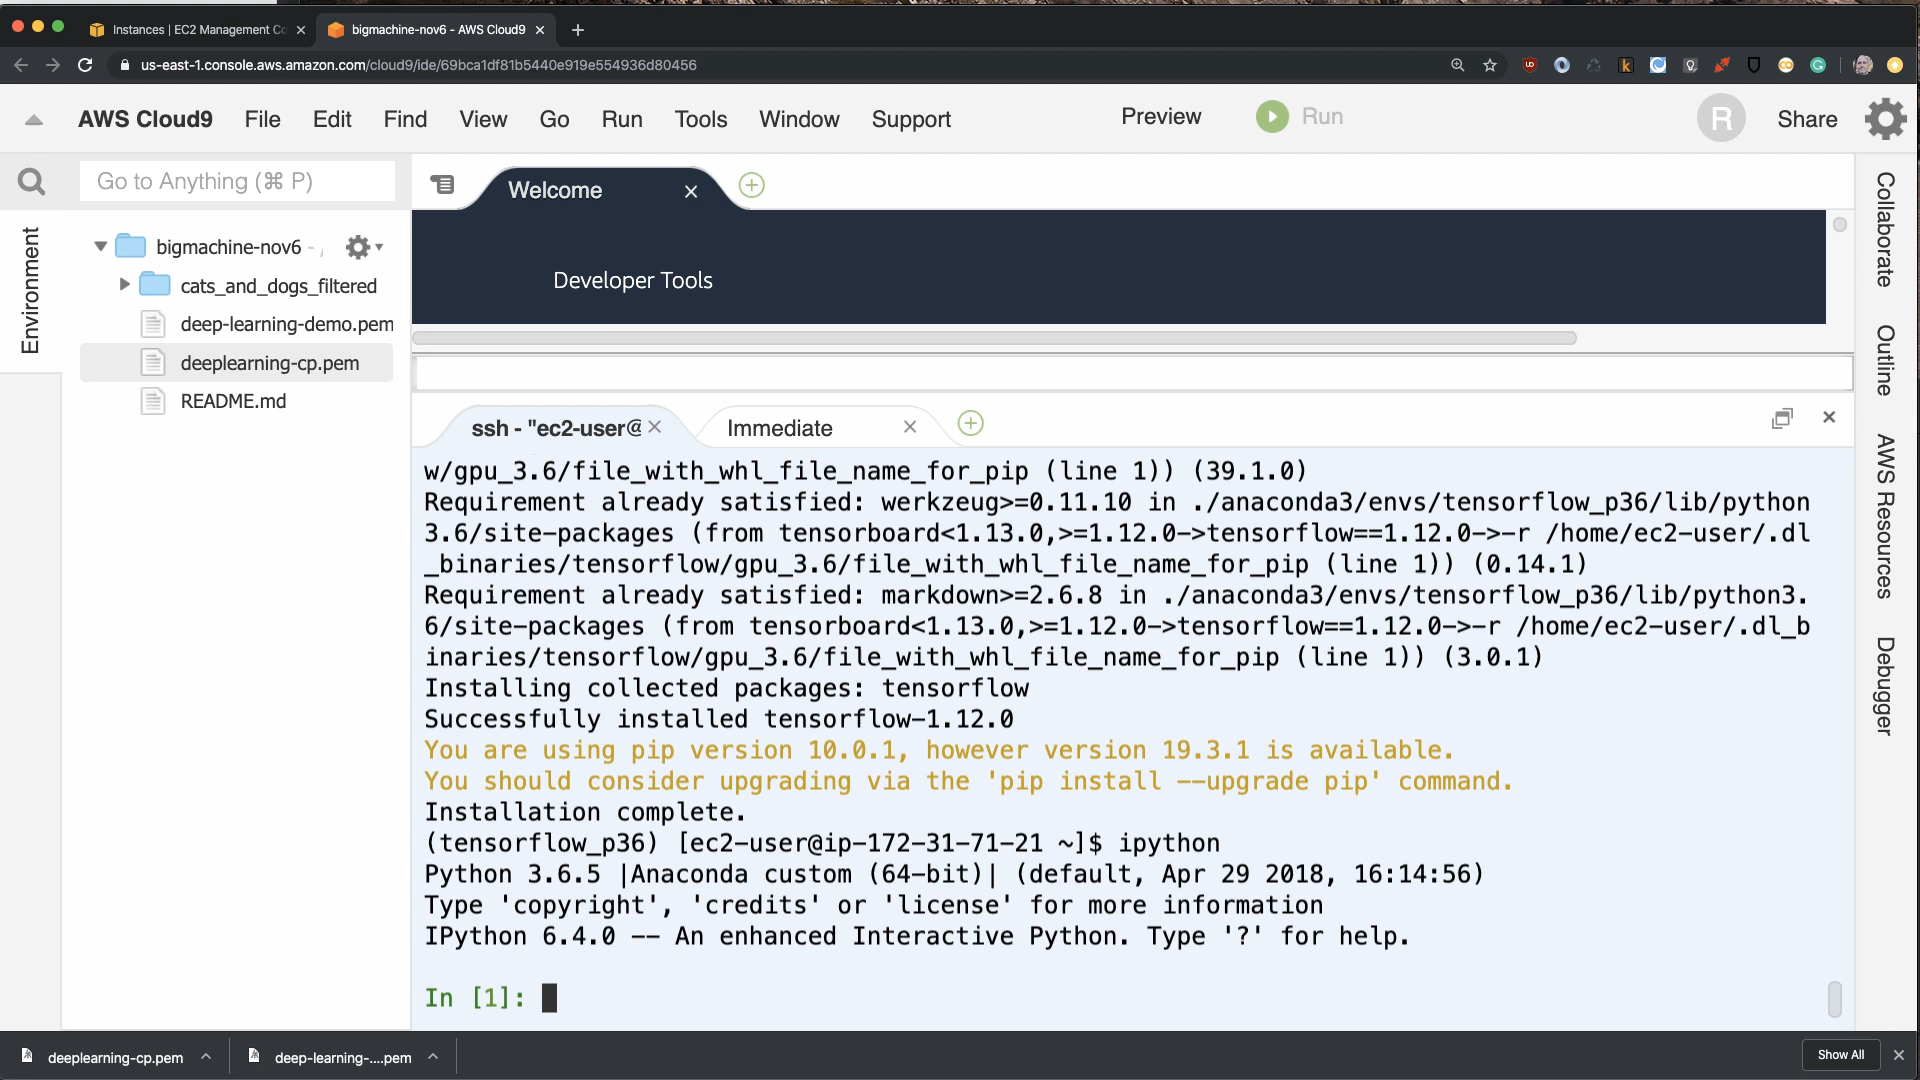 Instances | EC2 Management Co
bigmachine-nov6 - AWS Cloud9
us-east-1.console.aws.amazon.com/cloud9/ide/69bca1df81b5440e919e554936d80456
AWS Cloud9 File Edit Find View Go Run Tools Window Support Preview Run R Share
Go to Anything (⌘ P)
Welcome
Environment
bigmachine-nov6 -
cats_and_dogs_filtered
deep-learning-demo.pem
deeplearning-cp.pem
README.md
Developer Tools
Collaborate
Outline
AWS Resources
Debugger
ssh - "ec2-user@
Immediate
w/gpu_3.6/file_with_whl_file_name_for_pip (line 1)) (39.1.0)
Requirement already satisfied: werkzeug>=0.11.10 in ./anaconda3/envs/tensorflow_p36/lib/python
3.6/site-packages (from tensorboard<1.13.0,>=1.12.0->tensorflow==1.12.0->-r /home/ec2-user/.dl
_binaries/tensorflow/gpu_3.6/file_with_whl_file_name_for_pip (line 1)) (0.14.1)
Requirement already satisfied: markdown>=2.6.8 in ./anaconda3/envs/tensorflow_p36/lib/python3.
6/site-packages (from tensorboard<1.13.0,>=1.12.0->tensorflow==1.12.0->-r /home/ec2-user/.dl_b
inaries/tensorflow/gpu_3.6/file_with_whl_file_name_for_pip (line 1)) (3.0.1)
Installing collected packages: tensorflow
Successfully installed tensorflow-1.12.0
You are using pip version 10.0.1, however version 19.3.1 is available.
You should consider upgrading via the 'pip install --upgrade pip' command.
Installation complete.
(tensorflow_p36) [ec2-user@ip-172-31-71-21 ~]$ ipython
Python 3.6.5 |Anaconda custom (64-bit)| (default, Apr 29 2018, 16:14:56)
Type 'copyright', 'credits' or 'license' for more information
IPython 6.4.0 -- An enhanced Interactive Python. Type '?' for help.
In [1]:
deeplearning-cp.pem
deep-learning-....pem
Show All